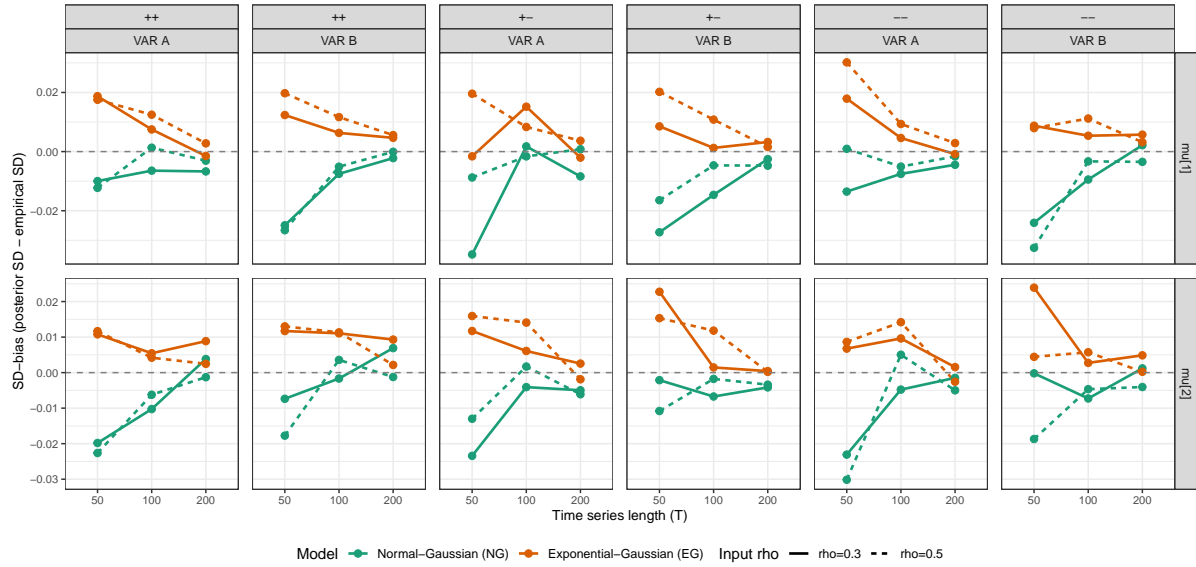 ++ ++ +− +− −− −−
VAR A VAR B VAR A VAR B VAR A VAR B
0.02
0.00
−0.02
mu[1]
0.02
0.01
0.00
−0.01
−0.02
−0.03
mu[2]
SD−bias (posterior SD − empirical SD)
50 100 200 50 100 200 50 100 200 50 100 200 50 100 200 50 100 200
Time series length (T)
Model Normal−Gaussian (NG) Exponential−Gaussian (EG) Input rho rho=0.3 rho=0.5